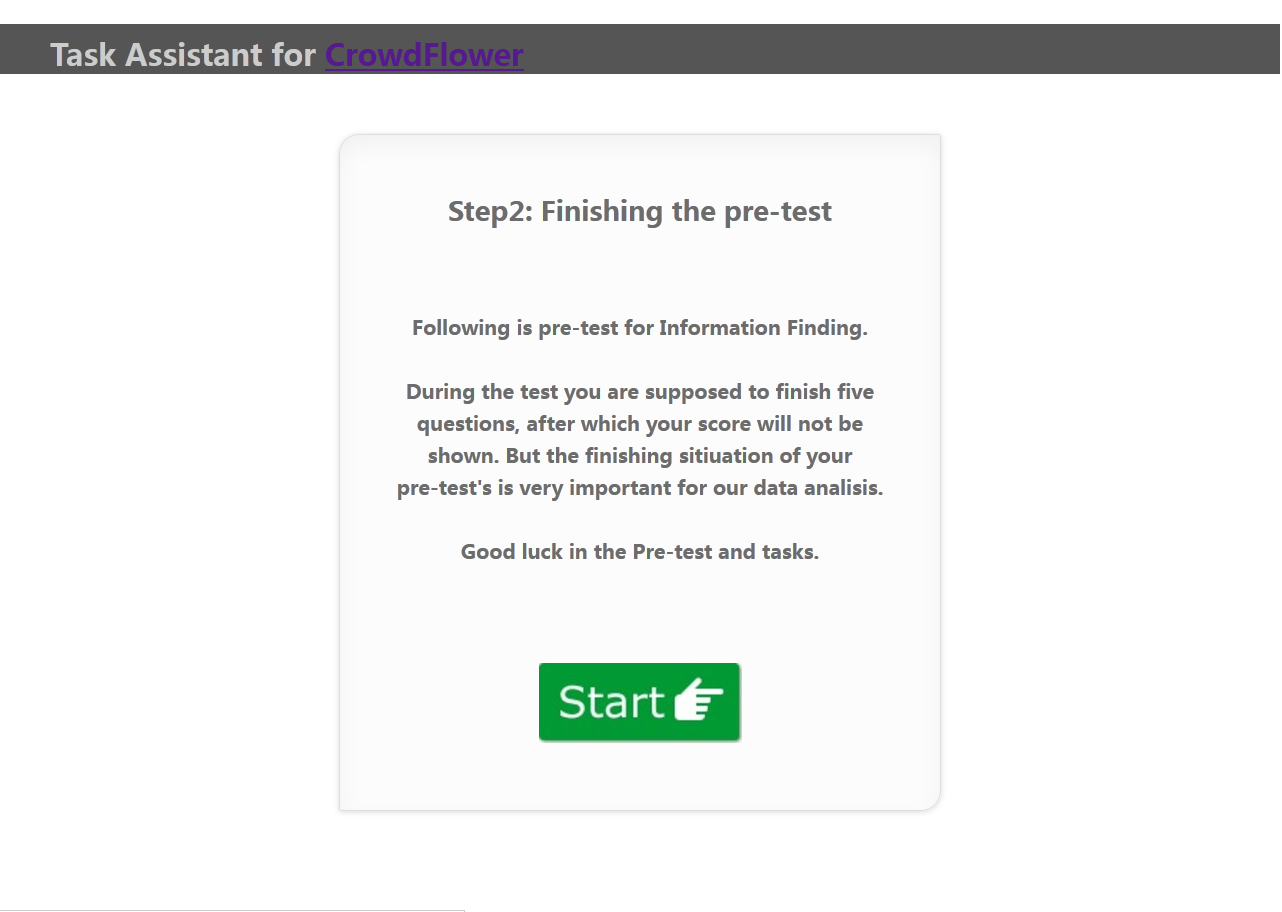 Task Assistant for CrowdFlower
Step2: Finishing the pre-test
Following is pre-test for Information Finding.
During the test you are supposed to finish five
questions, after which your score will not be
shown. But the finishing sitiuation of your
pre-test's is very important for our data analisis.
Good luck in the Pre-test and tasks.
Start